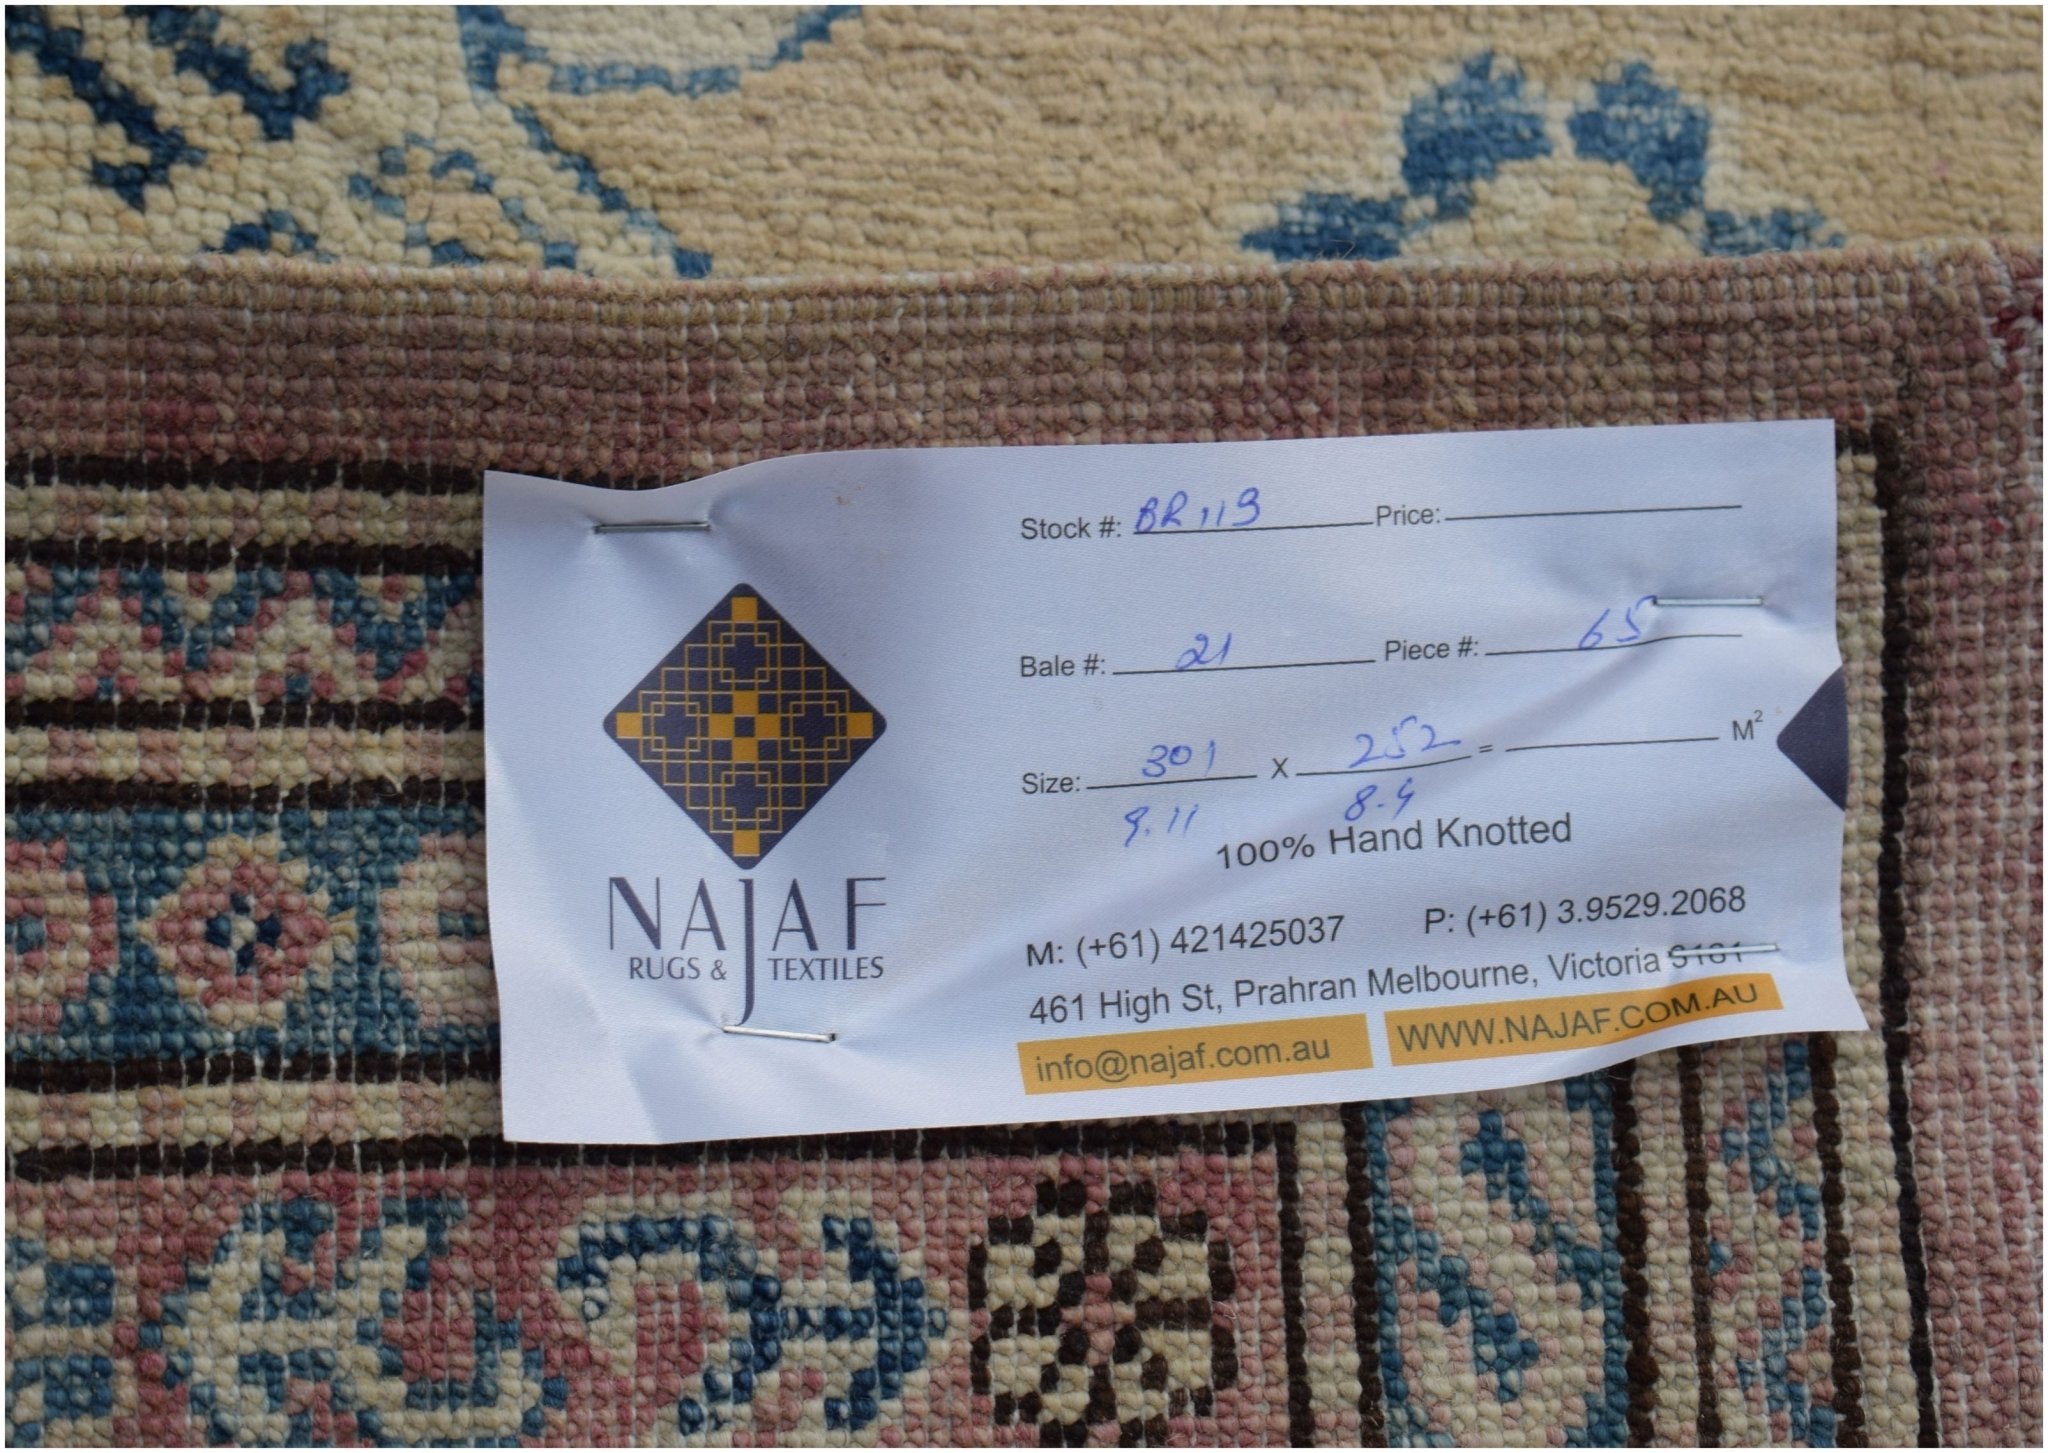 Stock #: BR 119 Price:
Bale #: 21 Piece #: 65
Size: 301 X 252 = M²
9.11 8.4
100% Hand Knotted
NAJAF
RUGS & TEXTILES
M: (+61) 421425037 P: (+61) 3.9529.2068
461 High St, Prahran Melbourne, Victoria 3181
info@najaf.com.au WWW.NAJAF.COM.AU